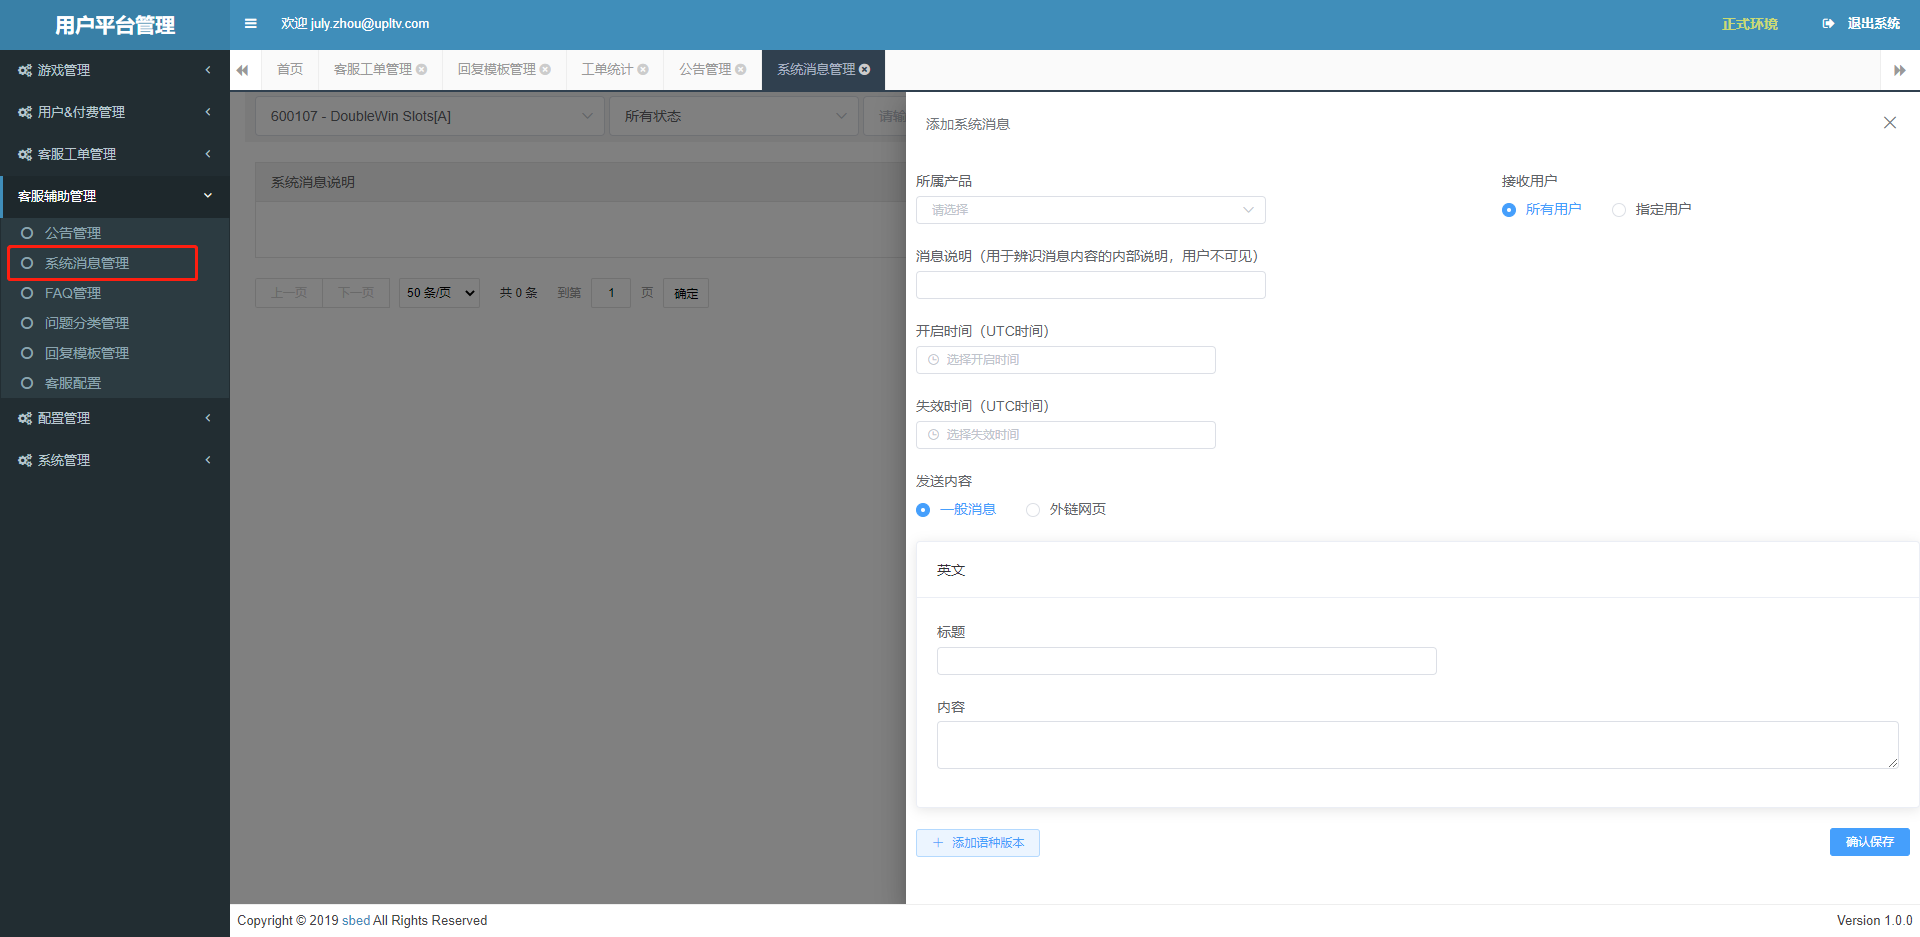 用户平台管理
欢迎 july.zhou@upltv.com
正式环境
退出系统
游戏管理
用户&付费管理
客服工单管理
客服辅助管理
公告管理
系统消息管理
FAQ管理
问题分类管理
回复模板管理
客服配置
配置管理
系统管理
首页
客服工单管理
回复模板管理
工单统计
公告管理
系统消息管理
600107 - DoubleWin Slots[A]
所有状态
请输
系统消息说明
上一页
下一页
50 条/页
共 0 条
到第
1
页
确定
添加系统消息
所属产品
请选择
接收用户
所有用户
指定用户
消息说明（用于辨识消息内容的内部说明，用户不可见）
开启时间（UTC时间）
选择开启时间
失效时间（UTC时间）
选择失效时间
发送内容
一般消息
外链网页
英文
标题
内容
添加语种版本
确认保存
Copyright © 2019 sbed All Rights Reserved
Version 1.0.0